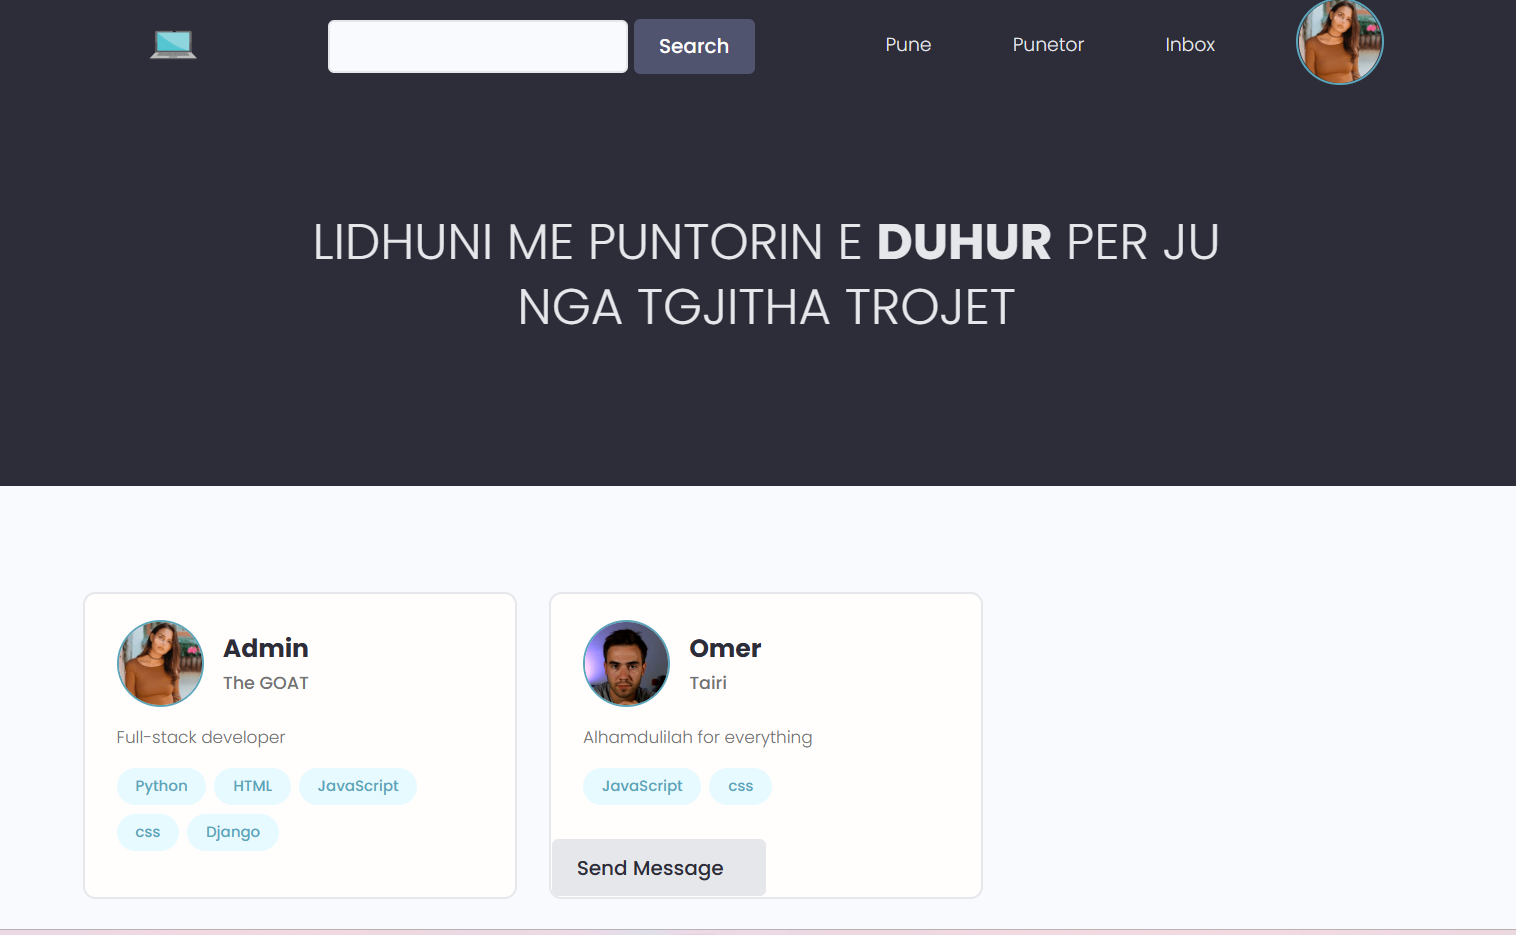 Search
Pune
Punetor
Inbox
LIDHUNI ME PUNTORIN E DUHUR PER JU
NGA TGJITHA TROJET
Admin
The GOAT
Full-stack developer
Python
HTML
JavaScript
css
Django
Omer
Tairi
Alhamdulilah for everything
JavaScript
css
Send Message